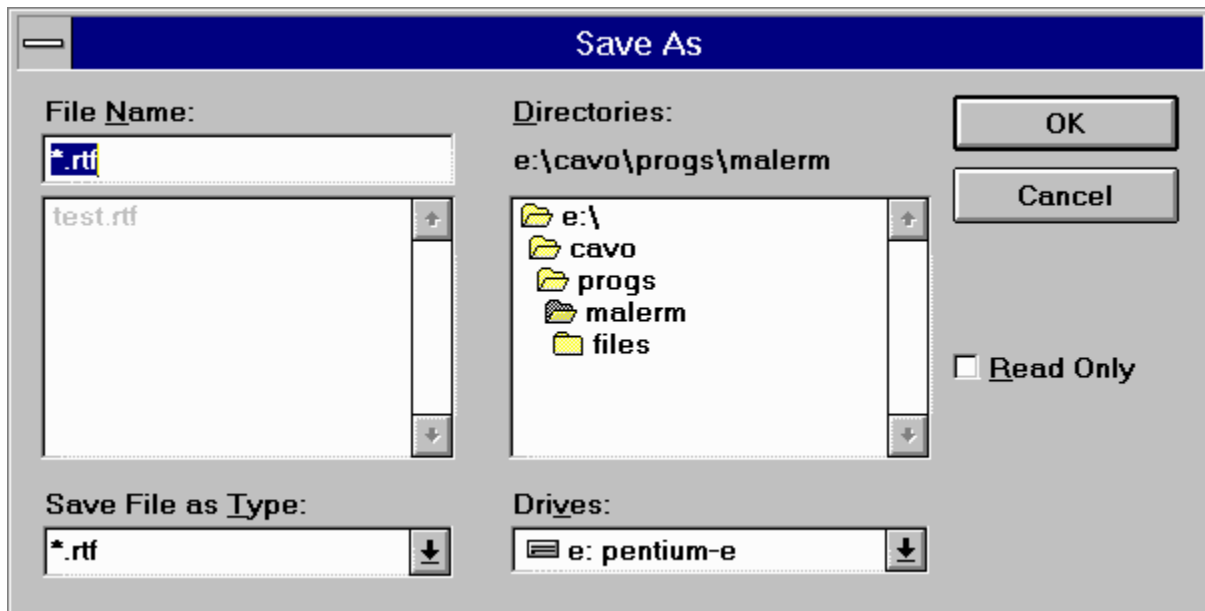 Save As
File Name:
*.rtf
test.rtf
Save File as Type:
*.rtf
Directories:
e:\cavo\progs\malerm
e:\
cavo
progs
malerm
files
Drives:
e: pentium-e
OK
Cancel
Read Only